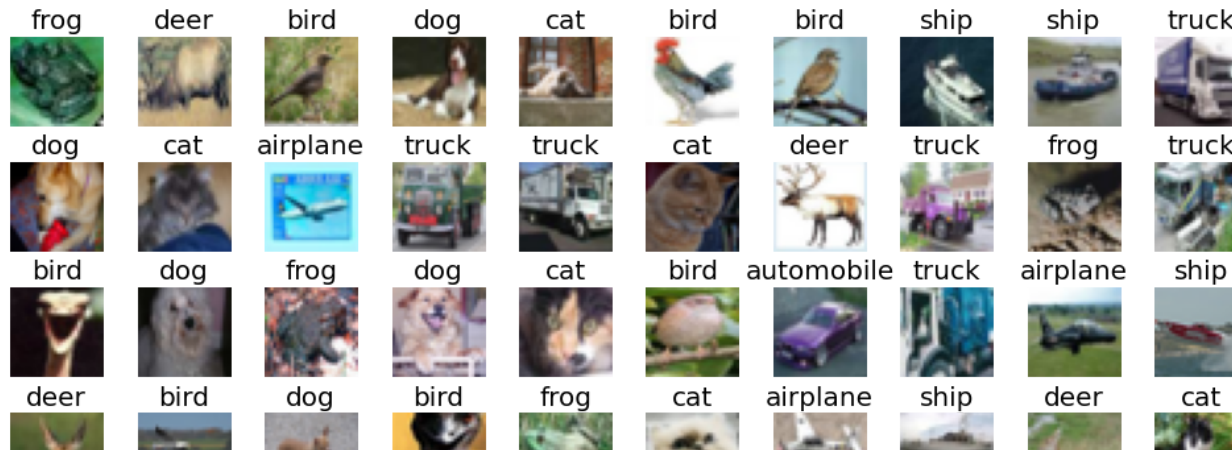 frog deer bird dog cat bird bird ship ship truck
dog cat airplane truck truck cat deer truck frog truck
bird dog frog dog cat bird automobile truck airplane ship
deer bird dog bird frog cat airplane ship deer cat